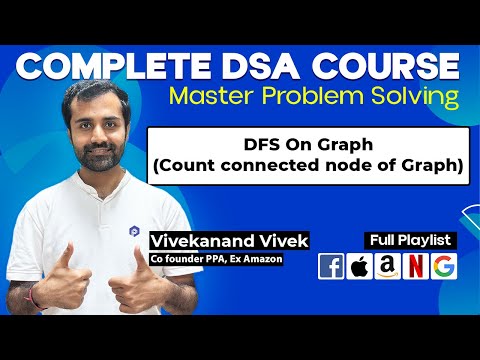 COMPLETE DSA COURSE
Master Problem Solving
DFS On Graph
(Count connected node of Graph)
Vivekanand Vivek
Co founder PPA, Ex Amazon
Full Playlist
f a N G